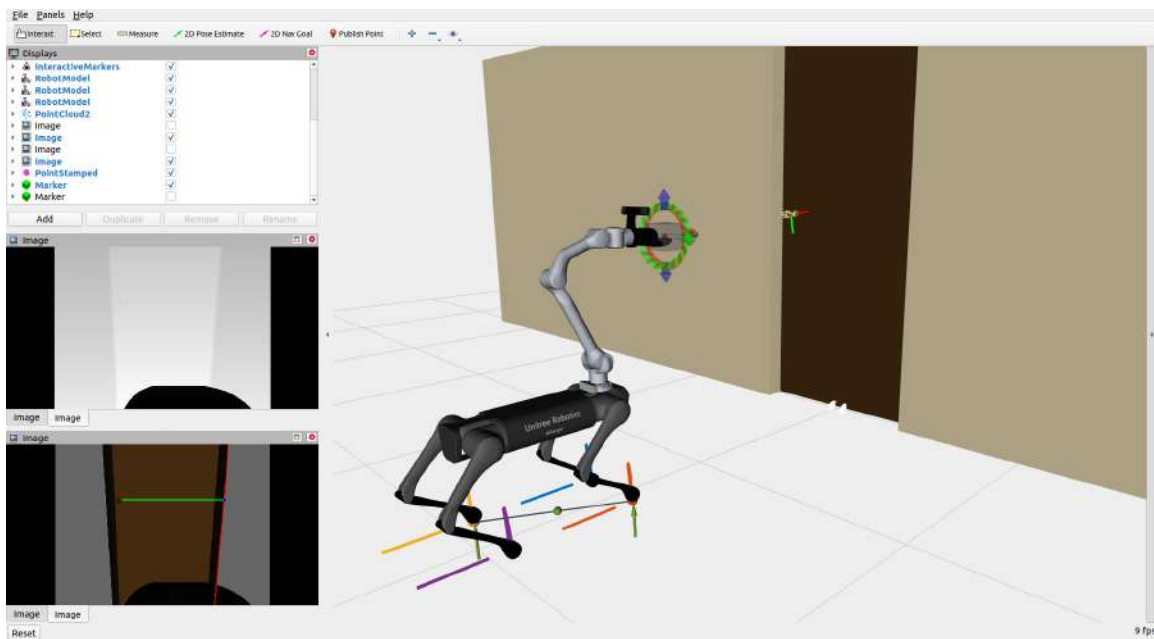 File Panels Help
Interact Select Measure 2D Pose Estimate 2D Nav Goal Publish Point
Displays
InteractiveMarkers
RobotModel
RobotModel
RobotModel
PointCloud2
Image
Image
Image
Image
PointStamped
Marker
Marker
Add Duplicate Remove Rename
Image
Image Image
Image
Image Image
Reset
9 fps
Unitree Robotics